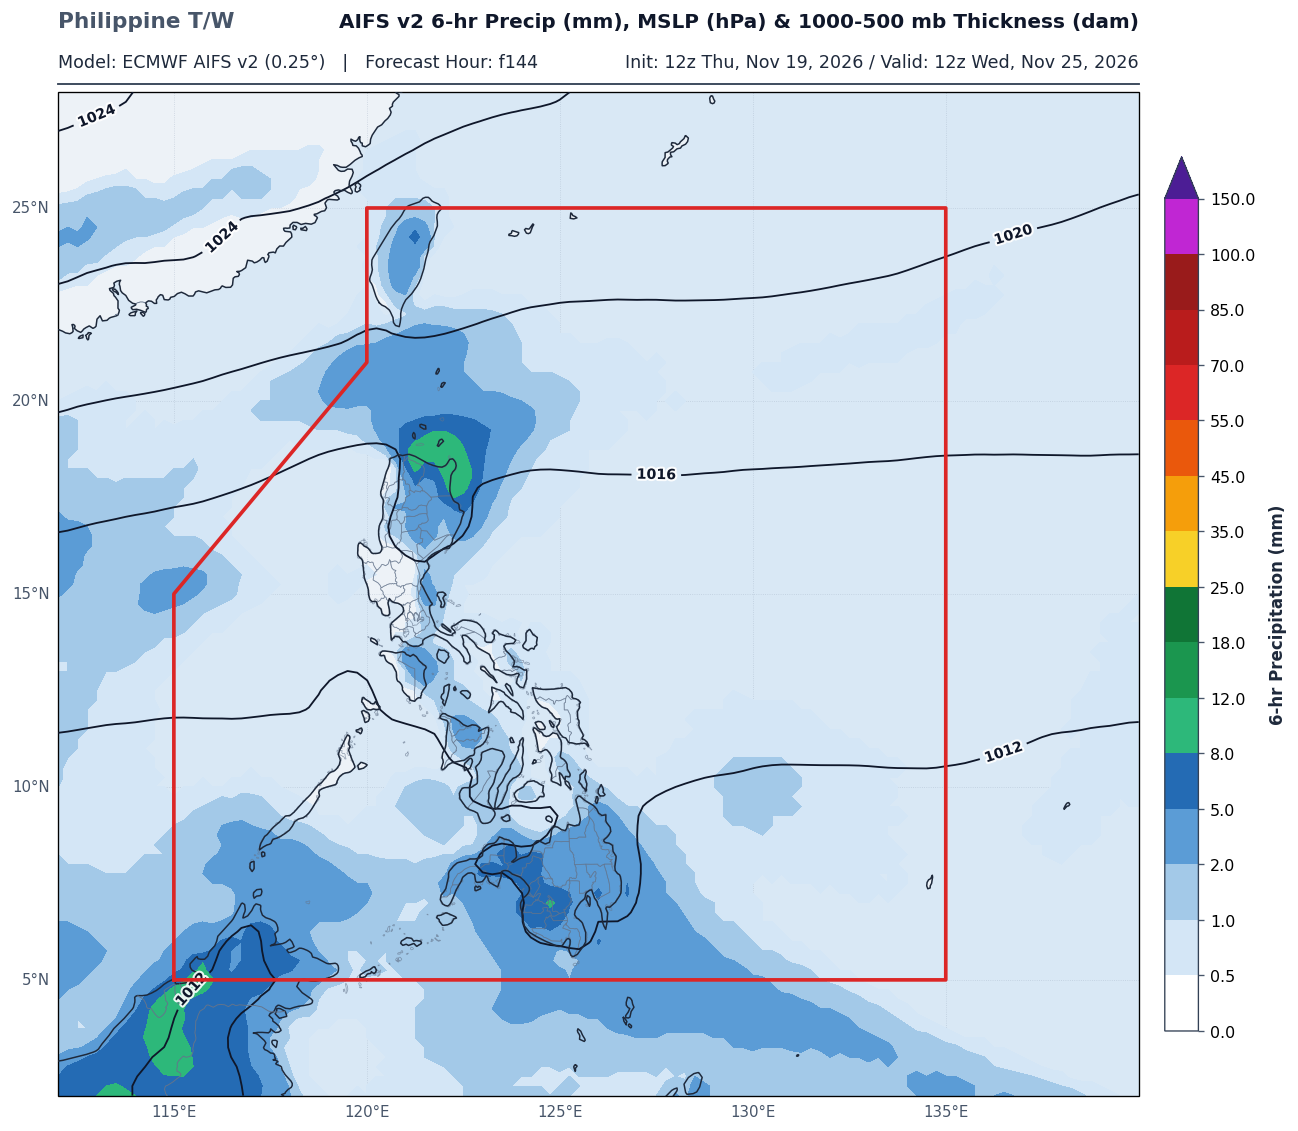 Philippine T/W
AIFS v2 6-hr Precip (mm), MSLP (hPa) & 1000-500 mb Thickness (dam)
Model: ECMWF AIFS v2 (0.25°) | Forecast Hour: f144
Init: 12z Thu, Nov 19, 2026 / Valid: 12z Wed, Nov 25, 2026
1024
1024
1020
1016
1012
1012
25°N
20°N
15°N
10°N
5°N
115°E
120°E
125°E
130°E
135°E
150.0
100.0
85.0
70.0
55.0
45.0
35.0
25.0
18.0
12.0
8.0
5.0
2.0
1.0
0.5
0.0
6-hr Precipitation (mm)